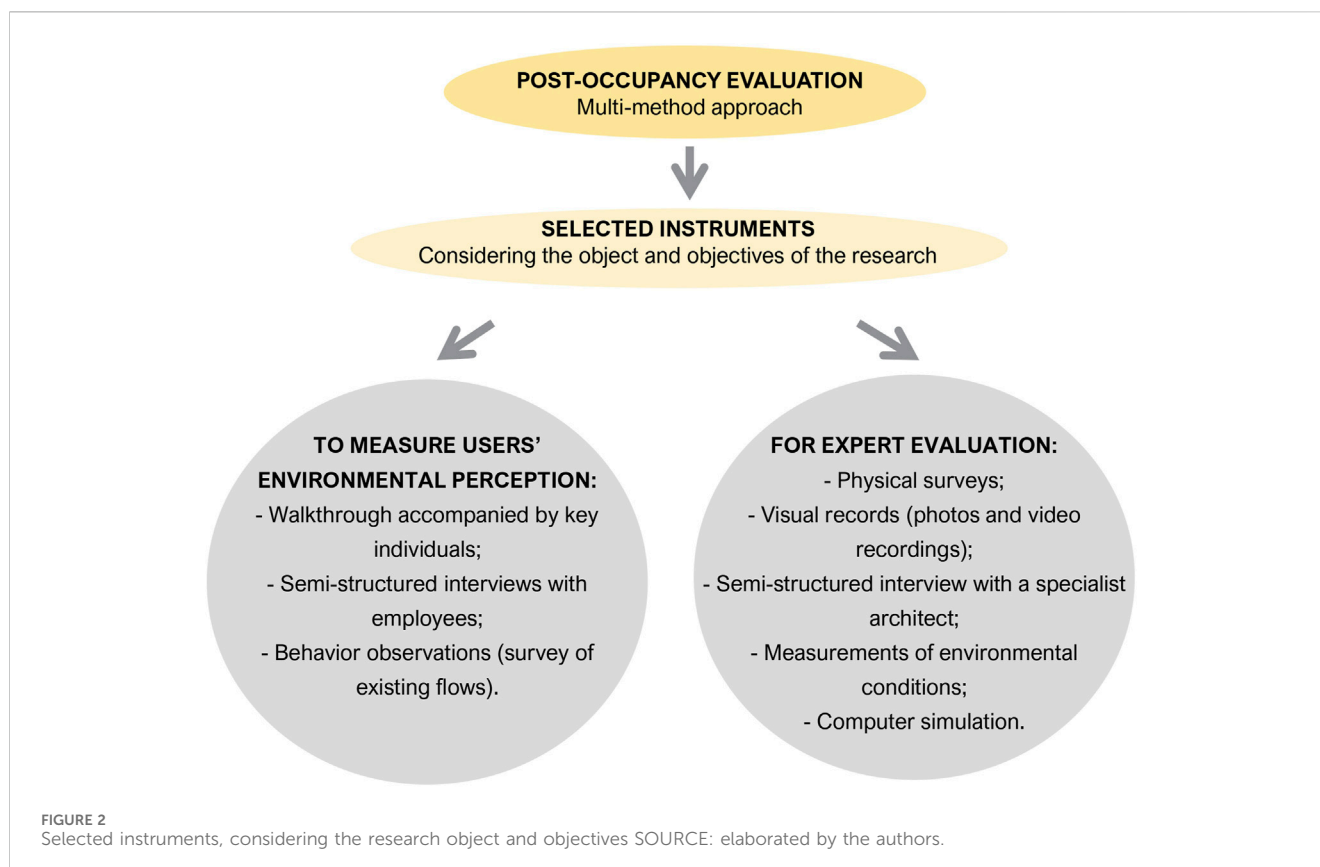 POST-OCCUPANCY EVALUATION
Multi-method approach
SELECTED INSTRUMENTS
Considering the object and objectives of the research
TO MEASURE USERS’
ENVIRONMENTAL PERCEPTION:
- Walkthrough accompanied by key
individuals;
- Semi-structured interviews with
employees;
- Behavior observations (survey of
existing flows).
FOR EXPERT EVALUATION:
- Physical surveys;
- Visual records (photos and video
recordings);
- Semi-structured interview with a specialist
architect;
- Measurements of environmental
conditions;
- Computer simulation.
FIGURE 2
Selected instruments, considering the research object and objectives SOURCE: elaborated by the authors.